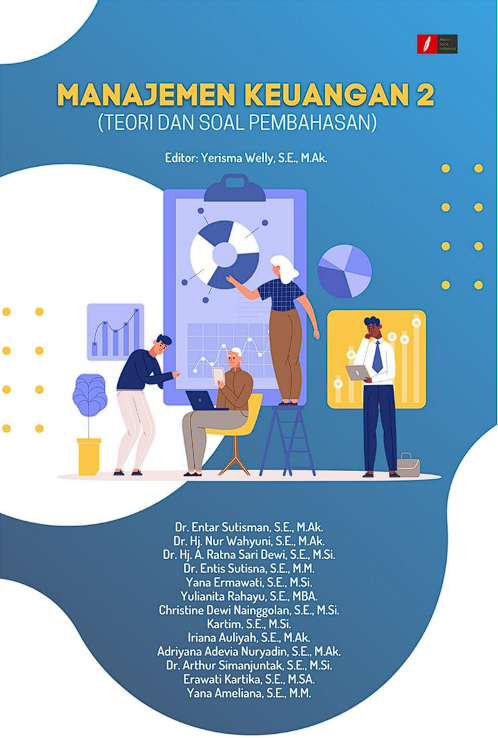 MANAJEMEN KEUANGAN 2
(TEORI DAN SOAL PEMBAHASAN)
Editor: Yerisma Welly, S.E., M.Ak.
Dr. Entar Sutisman, S.E., M.Ak.
Dr. Hj. Nur Wahyuni, S.E., M.Ak.
Dr. Hj. A. Ratna Sari Dewi, S.E., M.Si.
Dr. Entis Sutisna, S.E., M.M.
Yana Ermawati, S.E., M.Si.
Yulianita Rahayu, S.E., MBA.
Christine Dewi Nainggolan, S.E., M.Si.
Kartim, S.E., M.Si.
Iriana Auliyah, S.E., M.Ak.
Adriyana Adevia Nuryadin, S.E., M.Ak.
Dr. Arthur Simanjuntak, S.E., M.Si.
Erawati Kartika, S.E., M.SA.
Yana Ameliana, S.E., M.M.